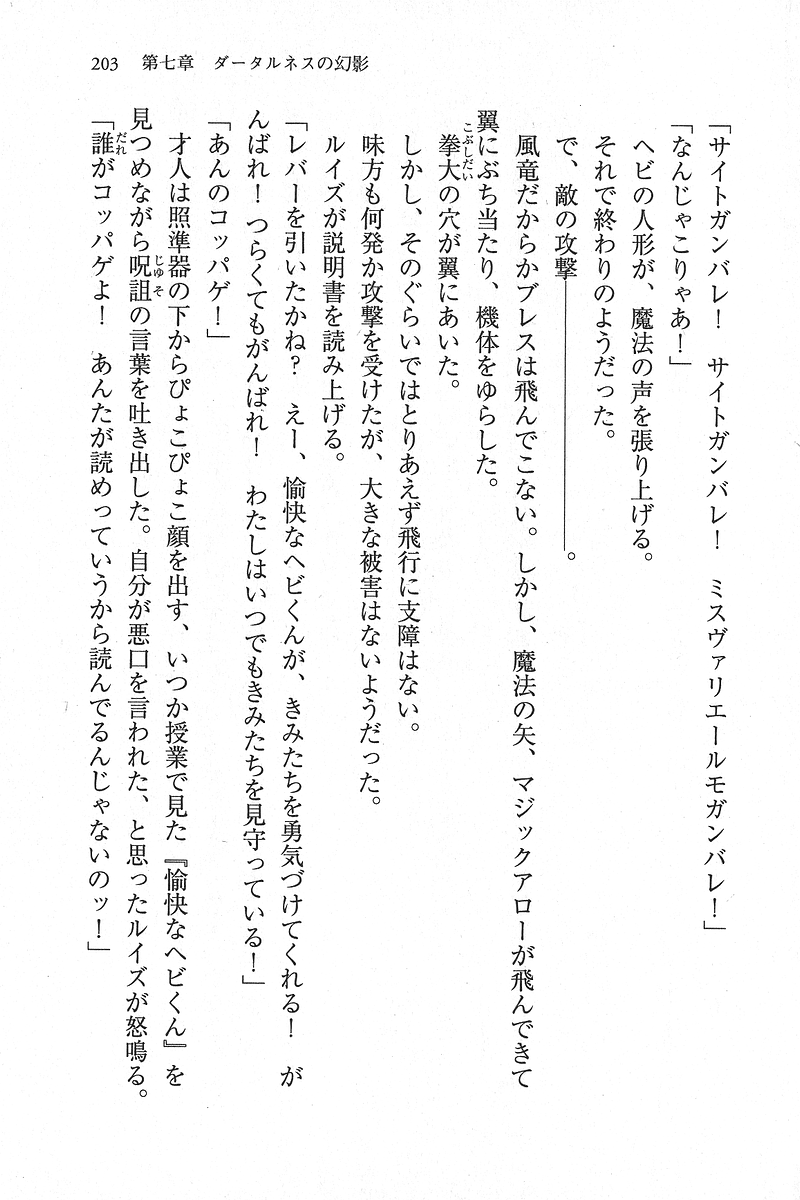 203 第七章 ダータルネスの幻影
「サイトガンバレ！ サイトガンバレ！ ミスヴァリエールモガンバレ！」
「なんじゃこりゃあ！」
ヘビの人形が、魔法の声を張り上げる。
それで終わりのようだった。
で、敵の攻撃――――――――――。
風竜だからかブレスは飛んでこない。しかし、魔法の矢、マジックアローが飛んできて
翼にぶち当たり、機体をゆらした。
拳大の穴が翼にあいた。
しかし、そのぐらいではとりあえず飛行に支障はない。
味方も何発か攻撃を受けたが、大きな被害はないようだった。
ルイズが説明書を読み上げる。
「レバーを引いたかね？ えー、愉快なヘビくんが、きみたちを勇気づけてくれる！ が
んばれ！ つらくてもがんばれ！ わたしはいつでもきみたちを見守っている！」
「あんのコッパゲ！」
才人は照準器の下からぴょこぴょこ顔を出す、いつか授業で見た『愉快なヘビくん』を
見つめながら呪詛の言葉を吐き出した。自分が悪口を言われた、と思ったルイズが怒鳴る。
「誰がコッパゲよ！ あんたが読めっていうから読んでるんじゃないのッ！」